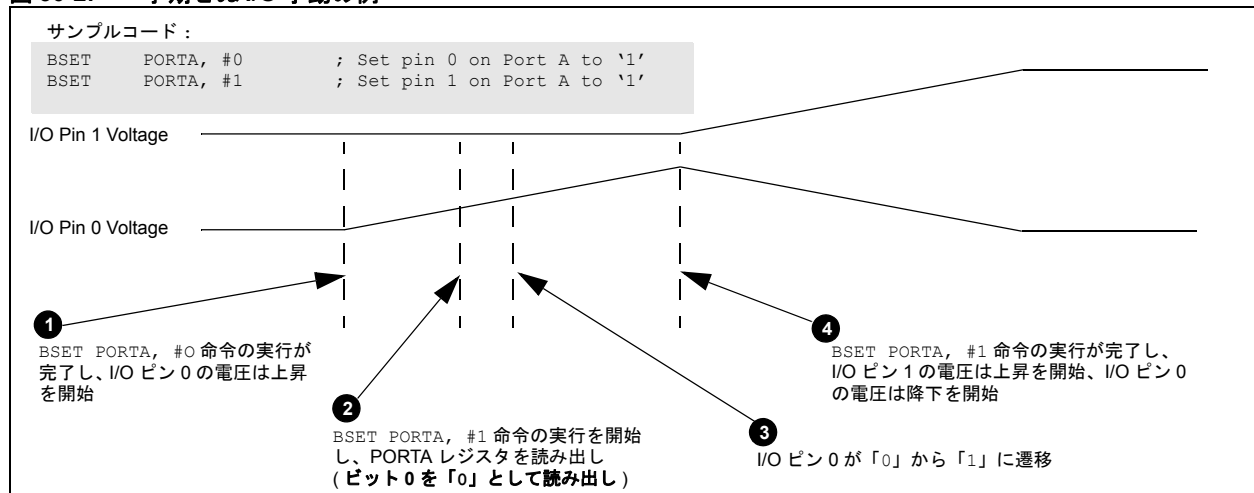 サンプルコード :
BSET PORTA, #0 ; Set pin 0 on Port A to ‘1’
BSET PORTA, #1 ; Set pin 1 on Port A to ‘1’
I/O Pin 1 Voltage
I/O Pin 0 Voltage
1
BSET PORTA, #0 命令の実行が
完了し、I/O ピン 0 の電圧は上昇
を開始
2
BSET PORTA, #1 命令の実行を開始
し、PORTA レジスタを読み出し
( ビット 0 を「0」として読み出し )
3
I/O ピン 0 が「0」から「1」に遷移
4
BSET PORTA, #1 命令の実行が完了し、
I/O ピン 1 の電圧は上昇を開始、I/O ピン 0
の電圧は降下を開始